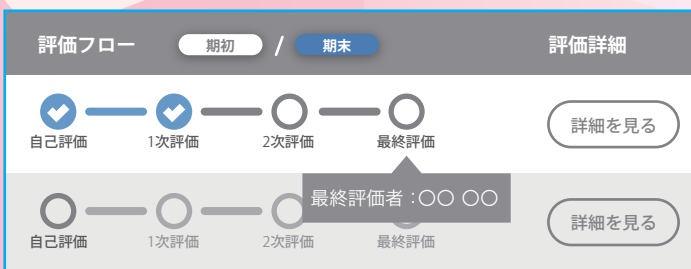 評価フロー 期初 / 期末 評価詳細
自己評価 1次評価 2次評価 最終評価 詳細を見る
最終評価者：〇〇 〇〇
自己評価 1次評価 2次評価 最終評価 詳細を見る